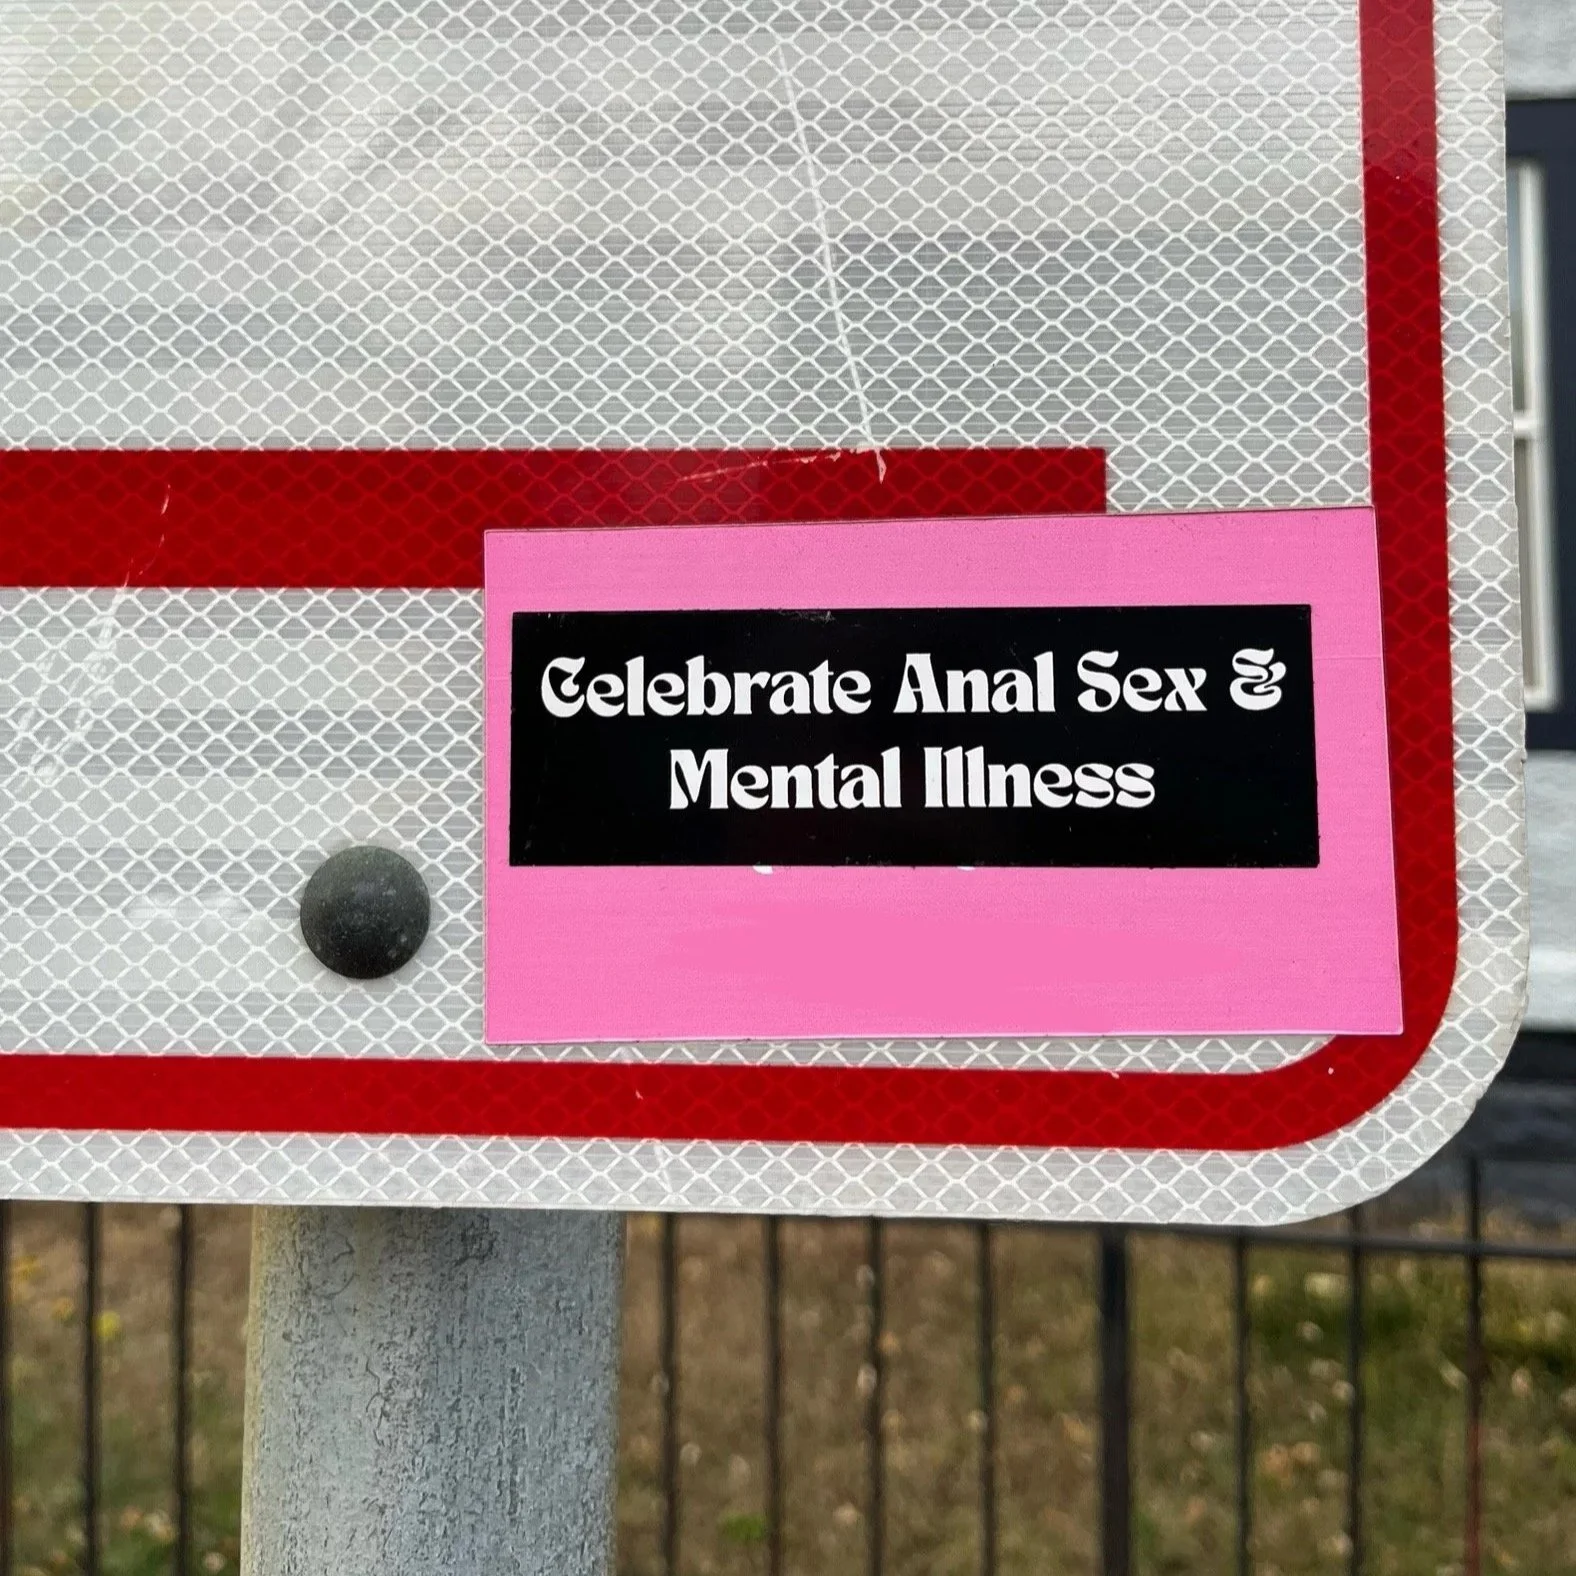 Celebrate Anal Sex &
Mental Illness